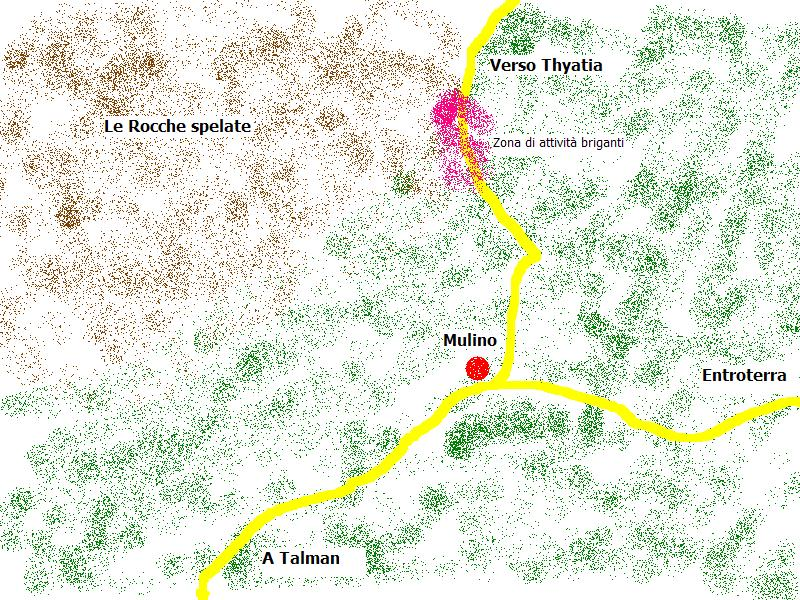 Verso Thyatia
Le Rocche spelate
Zona di attività briganti
Mulino
Entroterra
A Talman